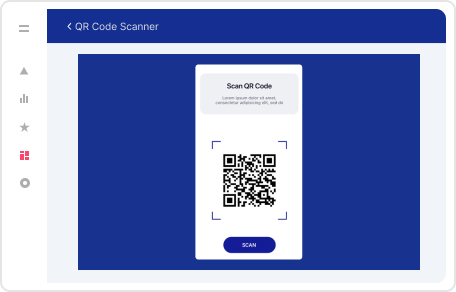 QR Code Scanner
Scan QR Code
Lorem ipsum dolor sit amet,
consectetur adipiscing elit, sed do
SCAN